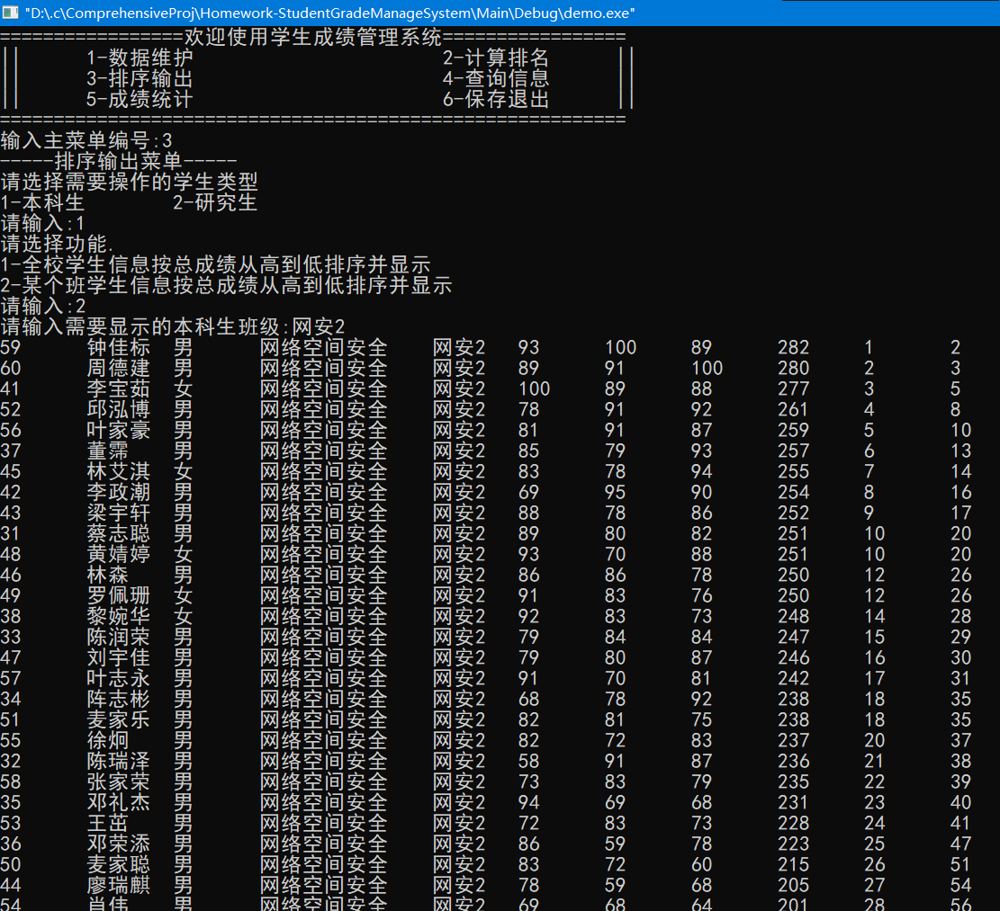 "D:\.c\ComprehensiveProj\Homework-StudentGradeManageSystem\Main\Debug\demo.exe"
=================欢迎使用学生成绩管理系统=================
|| 1-数据维护 2-计算排名 ||
|| 3-排序输出 4-查询信息 ||
|| 5-成绩统计 6-保存退出 ||
==========================================================
输入主菜单编号:3
-----排序输出菜单-----
请选择需要操作的学生类型
1-本科生 2-研究生
请输入:1
请选择功能.
1-全校学生信息按总成绩从高到低排序并显示
2-某个班学生信息按总成绩从高到低排序并显示
请输入:2
请输入需要显示的本科生班级:网安2
59 钟佳标 男 网络空间安全 网安2 93 100 89 282 1 2
60 周德建 男 网络空间安全 网安2 89 91 100 280 2 3
41 李宝茹 女 网络空间安全 网安2 100 89 88 277 3 5
52 邱泓博 男 网络空间安全 网安2 78 91 92 261 4 8
56 叶家豪 男 网络空间安全 网安2 81 91 87 259 5 10
37 董霈 男 网络空间安全 网安2 85 79 93 257 6 13
45 林艾淇 女 网络空间安全 网安2 83 78 94 255 7 14
42 李政潮 男 网络空间安全 网安2 69 95 90 254 8 16
43 梁宇轩 男 网络空间安全 网安2 88 78 86 252 9 17
31 蔡志聪 男 网络空间安全 网安2 89 80 82 251 10 20
48 黄婧婷 女 网络空间安全 网安2 93 70 88 251 10 20
46 林森 男 网络空间安全 网安2 86 86 78 250 12 26
49 罗佩珊 女 网络空间安全 网安2 91 83 76 250 12 26
38 黎婉华 女 网络空间安全 网安2 92 83 73 248 14 28
33 陈润荣 男 网络空间安全 网安2 79 84 84 247 15 29
47 刘宇佳 男 网络空间安全 网安2 79 80 87 246 16 30
57 叶志永 男 网络空间安全 网安2 91 70 81 242 17 31
34 阵志彬 男 网络空间安全 网安2 68 78 92 238 18 35
51 麦家乐 男 网络空间安全 网安2 82 81 75 238 18 35
55 徐炯 男 网络空间安全 网安2 82 72 83 237 20 37
32 陈瑞泽 男 网络空间安全 网安2 58 91 87 236 21 38
58 张家荣 男 网络空间安全 网安2 73 83 79 235 22 39
35 邓礼杰 男 网络空间安全 网安2 94 69 68 231 23 40
53 王茁 男 网络空间安全 网安2 72 83 73 228 24 41
36 邓荣添 男 网络空间安全 网安2 86 59 78 223 25 47
50 麦家聪 男 网络空间安全 网安2 83 72 60 215 26 51
44 廖瑞麒 男 网络空间安全 网安2 78 59 68 205 27 54
54 肖伟 男 网络空间安全 网安2 69 68 64 201 28 56